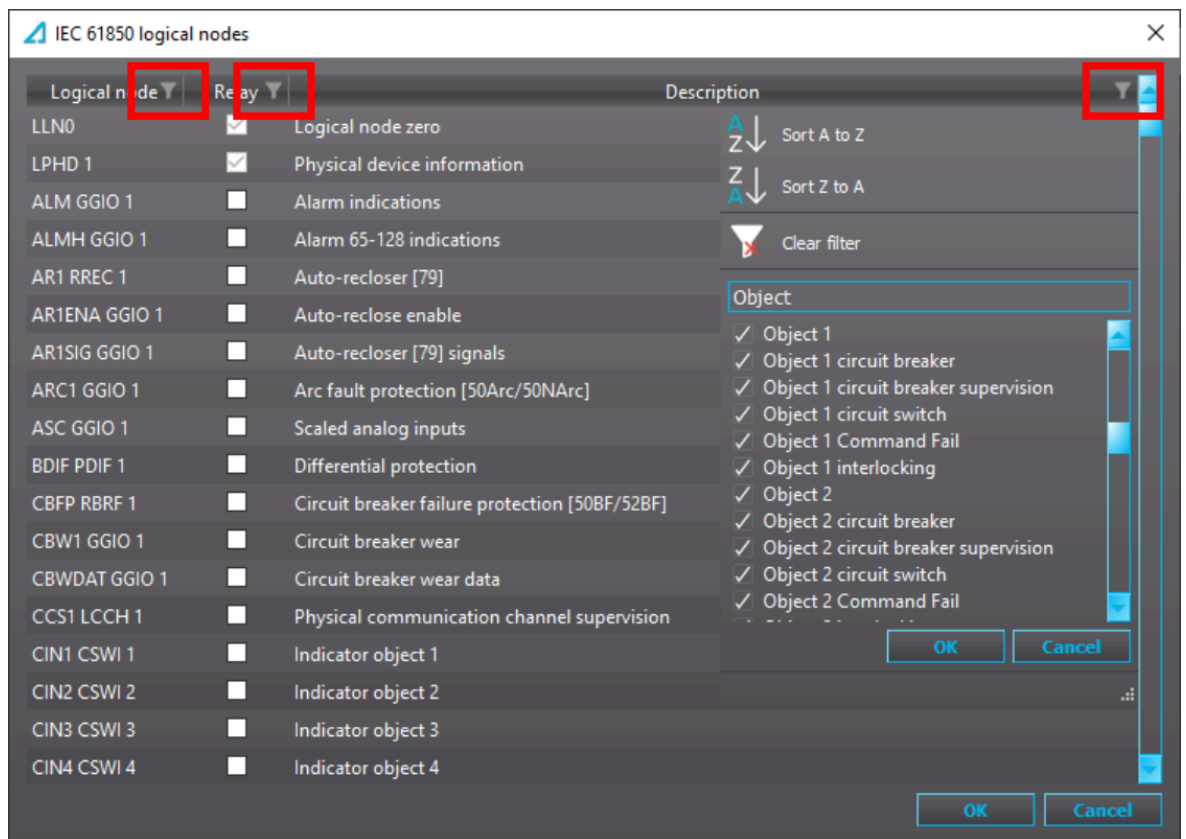 IEC 61850 logical nodes
Logical node Relay Description
LLN0 Logical node zero
LPHD 1 Physical device information
ALM GGIO 1 Alarm indications
ALMH GGIO 1 Alarm 65-128 indications
AR1 RREC 1 Auto-recloser [79]
AR1ENA GGIO 1 Auto-reclose enable
AR1SIG GGIO 1 Auto-recloser [79] signals
ARC1 GGIO 1 Arc fault protection [50Arc/50NArc]
ASC GGIO 1 Scaled analog inputs
BDIF PDIF 1 Differential protection
CBFP RBRF 1 Circuit breaker failure protection [50BF/52BF]
CBW1 GGIO 1 Circuit breaker wear
CBWDAT GGIO 1 Circuit breaker wear data
CCS1 LCCH 1 Physical communication channel supervision
CIN1 CSWI 1 Indicator object 1
CIN2 CSWI 2 Indicator object 2
CIN3 CSWI 3 Indicator object 3
CIN4 CSWI 4 Indicator object 4
A Z Sort A to Z
Z A Sort Z to A
Clear filter
Object
Object 1
Object 1 circuit breaker
Object 1 circuit breaker supervision
Object 1 circuit switch
Object 1 Command Fail
Object 1 interlocking
Object 2
Object 2 circuit breaker
Object 2 circuit breaker supervision
Object 2 circuit switch
Object 2 Command Fail
OK Cancel
OK Cancel